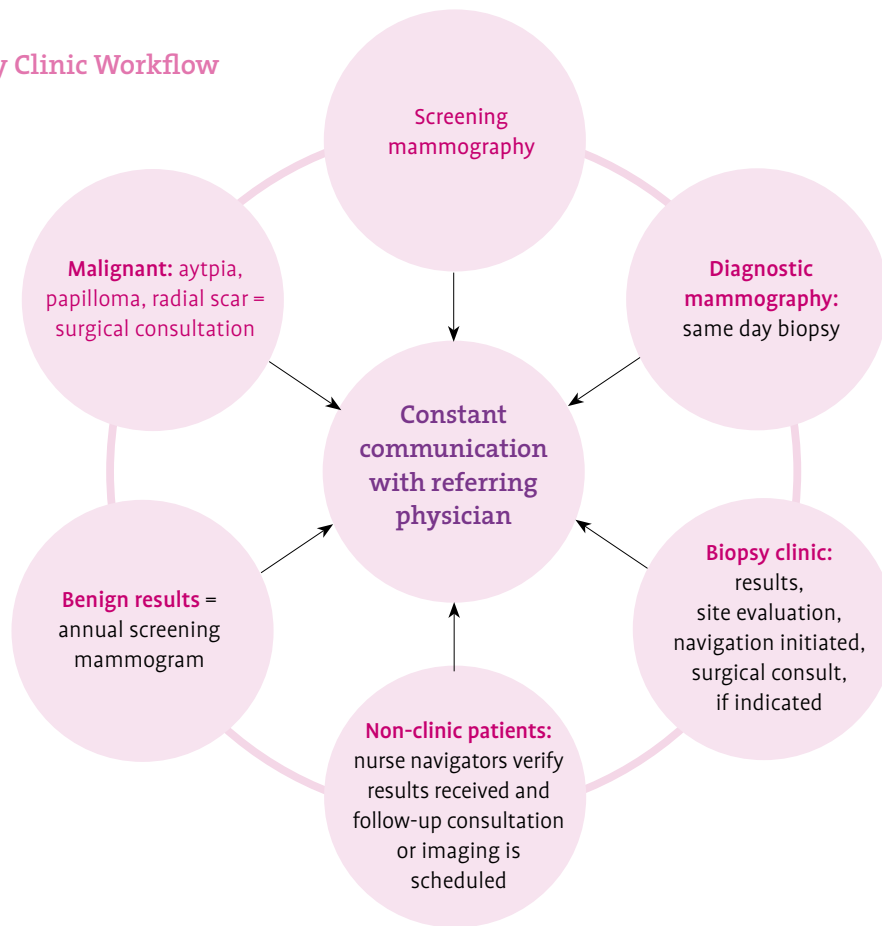 y Clinic Workflow
Screening
mammography
Diagnostic
mammography:
same day biopsy
Biopsy clinic:
results,
site evaluation,
navigation initiated,
surgical consult,
if indicated
Non-clinic patients:
nurse navigators verify
results received and
follow-up consultation
or imaging is
scheduled
Benign results =
annual screening
mammogram
Malignant: aytpia,
papilloma, radial scar =
surgical consultation
Constant
communication
with referring
physician